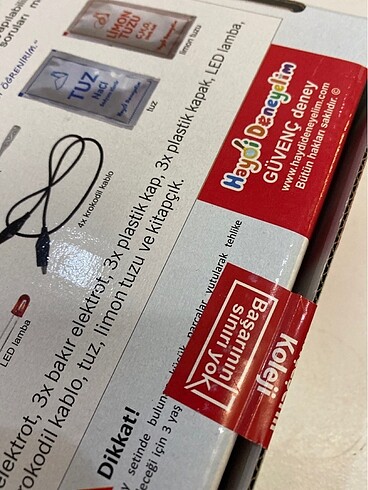 soruları
ÖĞRENİRİM."
LİMON
TUZU
limon tuzu
TUZ
tuz
4x krokodil kablo
LED lamba
elektrot, 3x bakır elektrot, 3x plastik kap, 3x plastik kapak, LED lamba,
krokodil kablo, tuz, limon tuzu ve kitapçık.
Haydi Deneyelim
GÜVENÇ deney
www.haydideneyelim.com
Bütün hakları saklıdır. ©
Dikkat!
setinde
küçük parçalar yutularak tehlike
için 3 yaş
Başarının
sınırı yok
Koleji